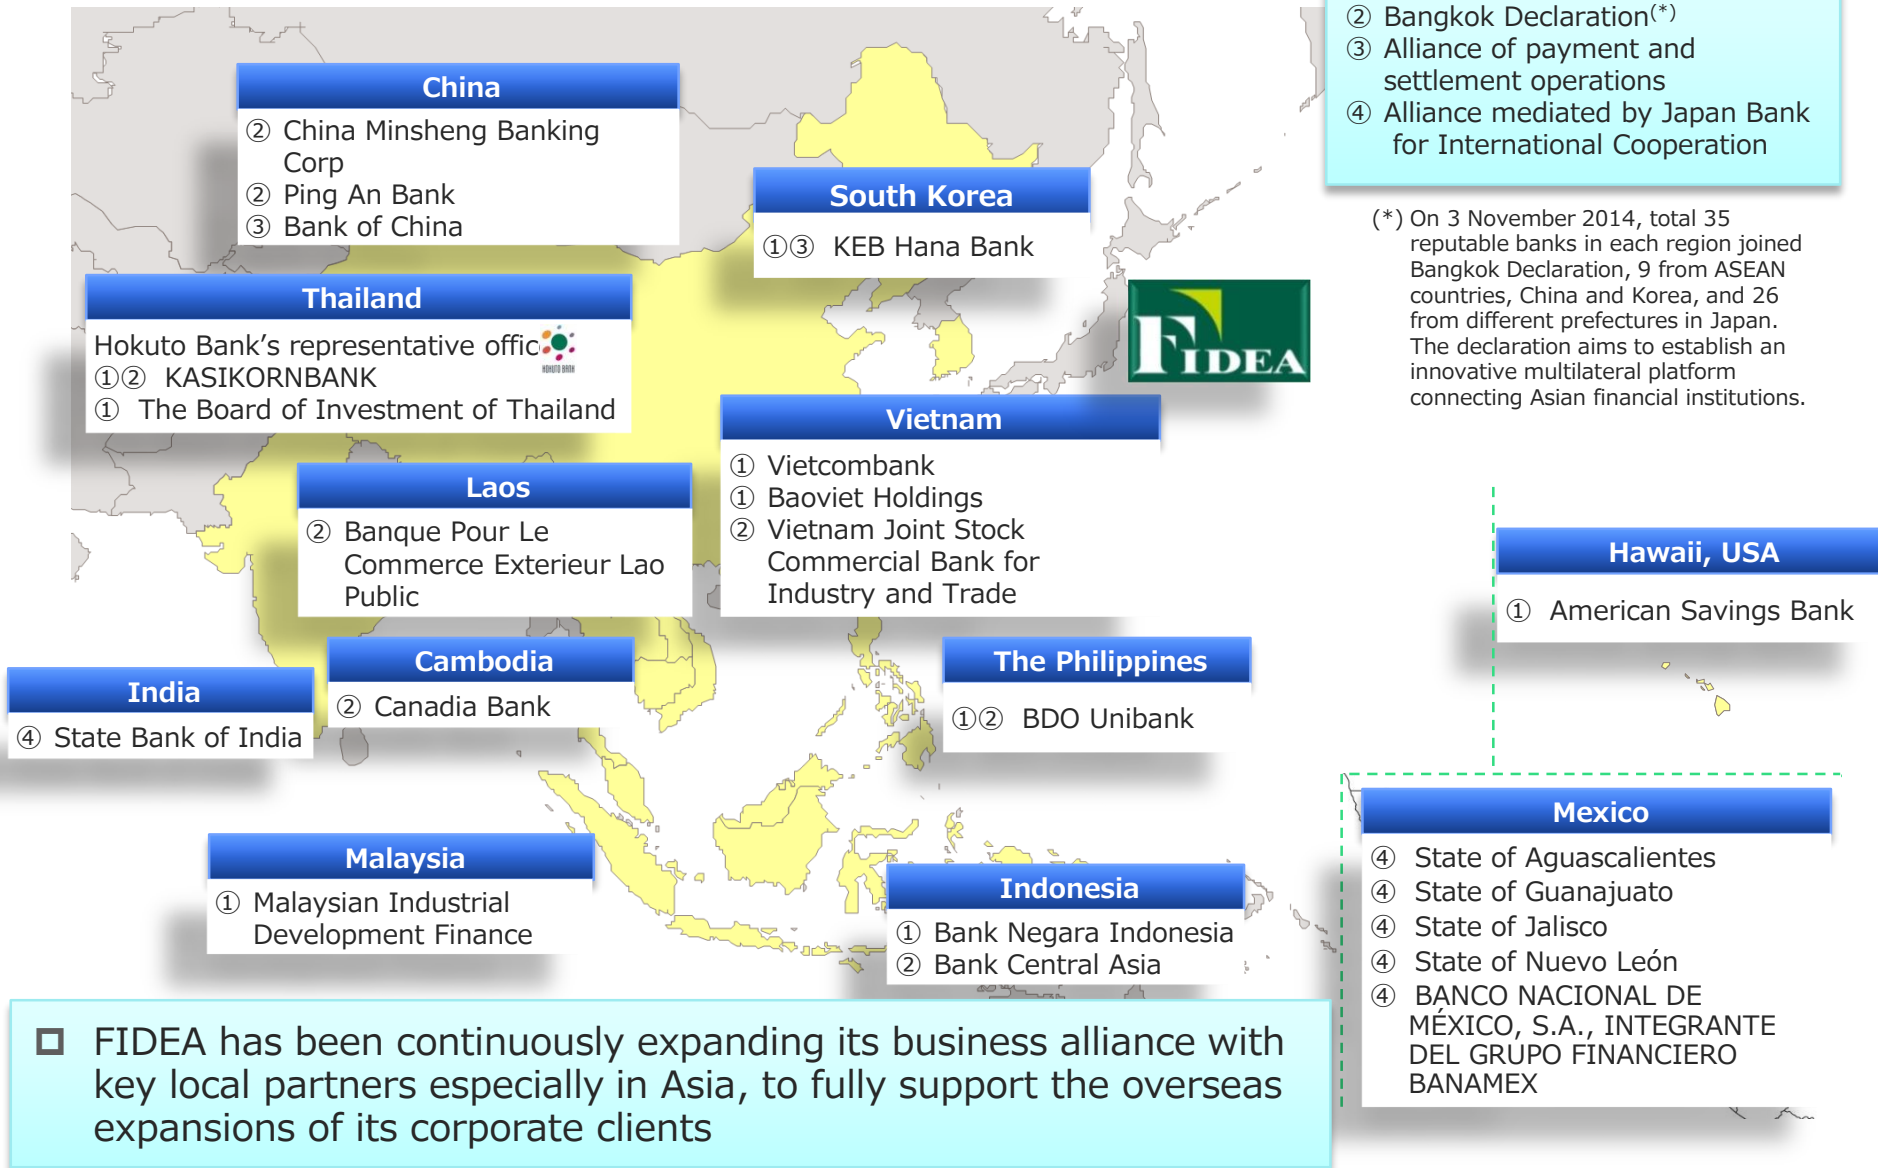 ② Bangkok Declaration(*)
③ Alliance of payment and
settlement operations
④ Alliance mediated by Japan Bank
for International Cooperation
(*) On 3 November 2014, total 35
reputable banks in each region joined
Bangkok Declaration, 9 from ASEAN
countries, China and Korea, and 26
from different prefectures in Japan.
The declaration aims to establish an
innovative multilateral platform
connecting Asian financial institutions.
China
② China Minsheng Banking
Corp
② Ping An Bank
③ Bank of China
South Korea
①③ KEB Hana Bank
FIDEA
Thailand
Hokuto Bank's representative offic
HOKUTO BANK
①② KASIKORNBANK
① The Board of Investment of Thailand
Vietnam
① Vietcombank
① Baoviet Holdings
② Vietnam Joint Stock
Commercial Bank for
Industry and Trade
Laos
② Banque Pour Le
Commerce Exterieur Lao
Public
Hawaii, USA
① American Savings Bank
Cambodia
② Canadia Bank
The Philippines
①② BDO Unibank
India
④ State Bank of India
Malaysia
① Malaysian Industrial
Development Finance
Indonesia
① Bank Negara Indonesia
② Bank Central Asia
Mexico
④ State of Aguascalientes
④ State of Guanajuato
④ State of Jalisco
④ State of Nuevo León
④ BANCO NACIONAL DE
MÉXICO, S.A., INTEGRANTE
DEL GRUPO FINANCIERO
BANAMEX
FIDEA has been continuously expanding its business alliance with
key local partners especially in Asia, to fully support the overseas
expansions of its corporate clients